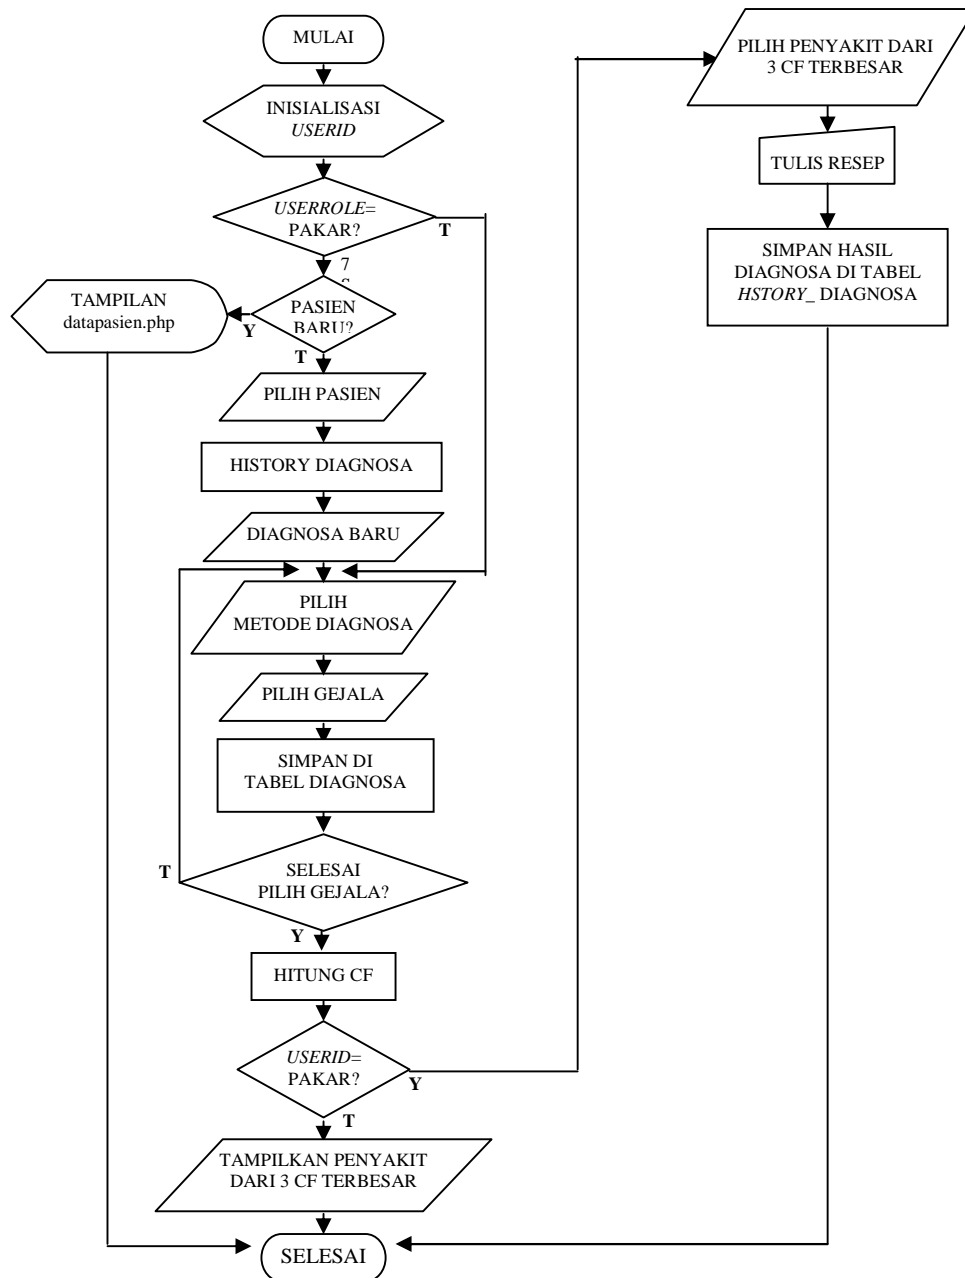 MULAI
INISIALISASI
USERID
USERROLE=
PAKAR?
T
7
PASIEN
BARU?
Y
T
TAMPILAN
datapasien.php
PILIH PASIEN
HISTORY DIAGNOSA
DIAGNOSA BARU
PILIH
METODE DIAGNOSA
PILIH GEJALA
SIMPAN DI
TABEL DIAGNOSA
SELESAI
PILIH GEJALA?
T
Y
HITUNG CF
USERID=
PAKAR?
Y
T
TAMPILKAN PENYAKIT
DARI 3 CF TERBESAR
SELESAI
PILIH PENYAKIT DARI
3 CF TERBESAR
TULIS RESEP
SIMPAN HASIL
DIAGNOSA DI TABEL
HSTORY_ DIAGNOSA